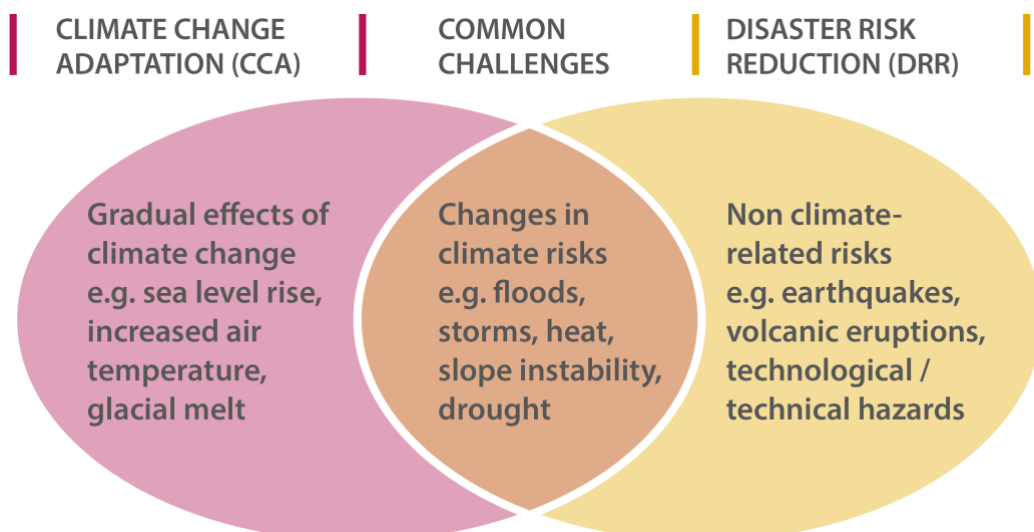 CLIMATE CHANGE
ADAPTATION (CCA)
COMMON
CHALLENGES
DISASTER RISK
REDUCTION (DRR)
Gradual effects of
climate change
e.g. sea level rise,
increased air
temperature,
glacial melt
Changes in
climate risks
e.g. floods,
storms, heat,
slope instability,
drought
Non climate-
related risks
e.g. earthquakes,
volcanic eruptions,
technological /
technical hazards